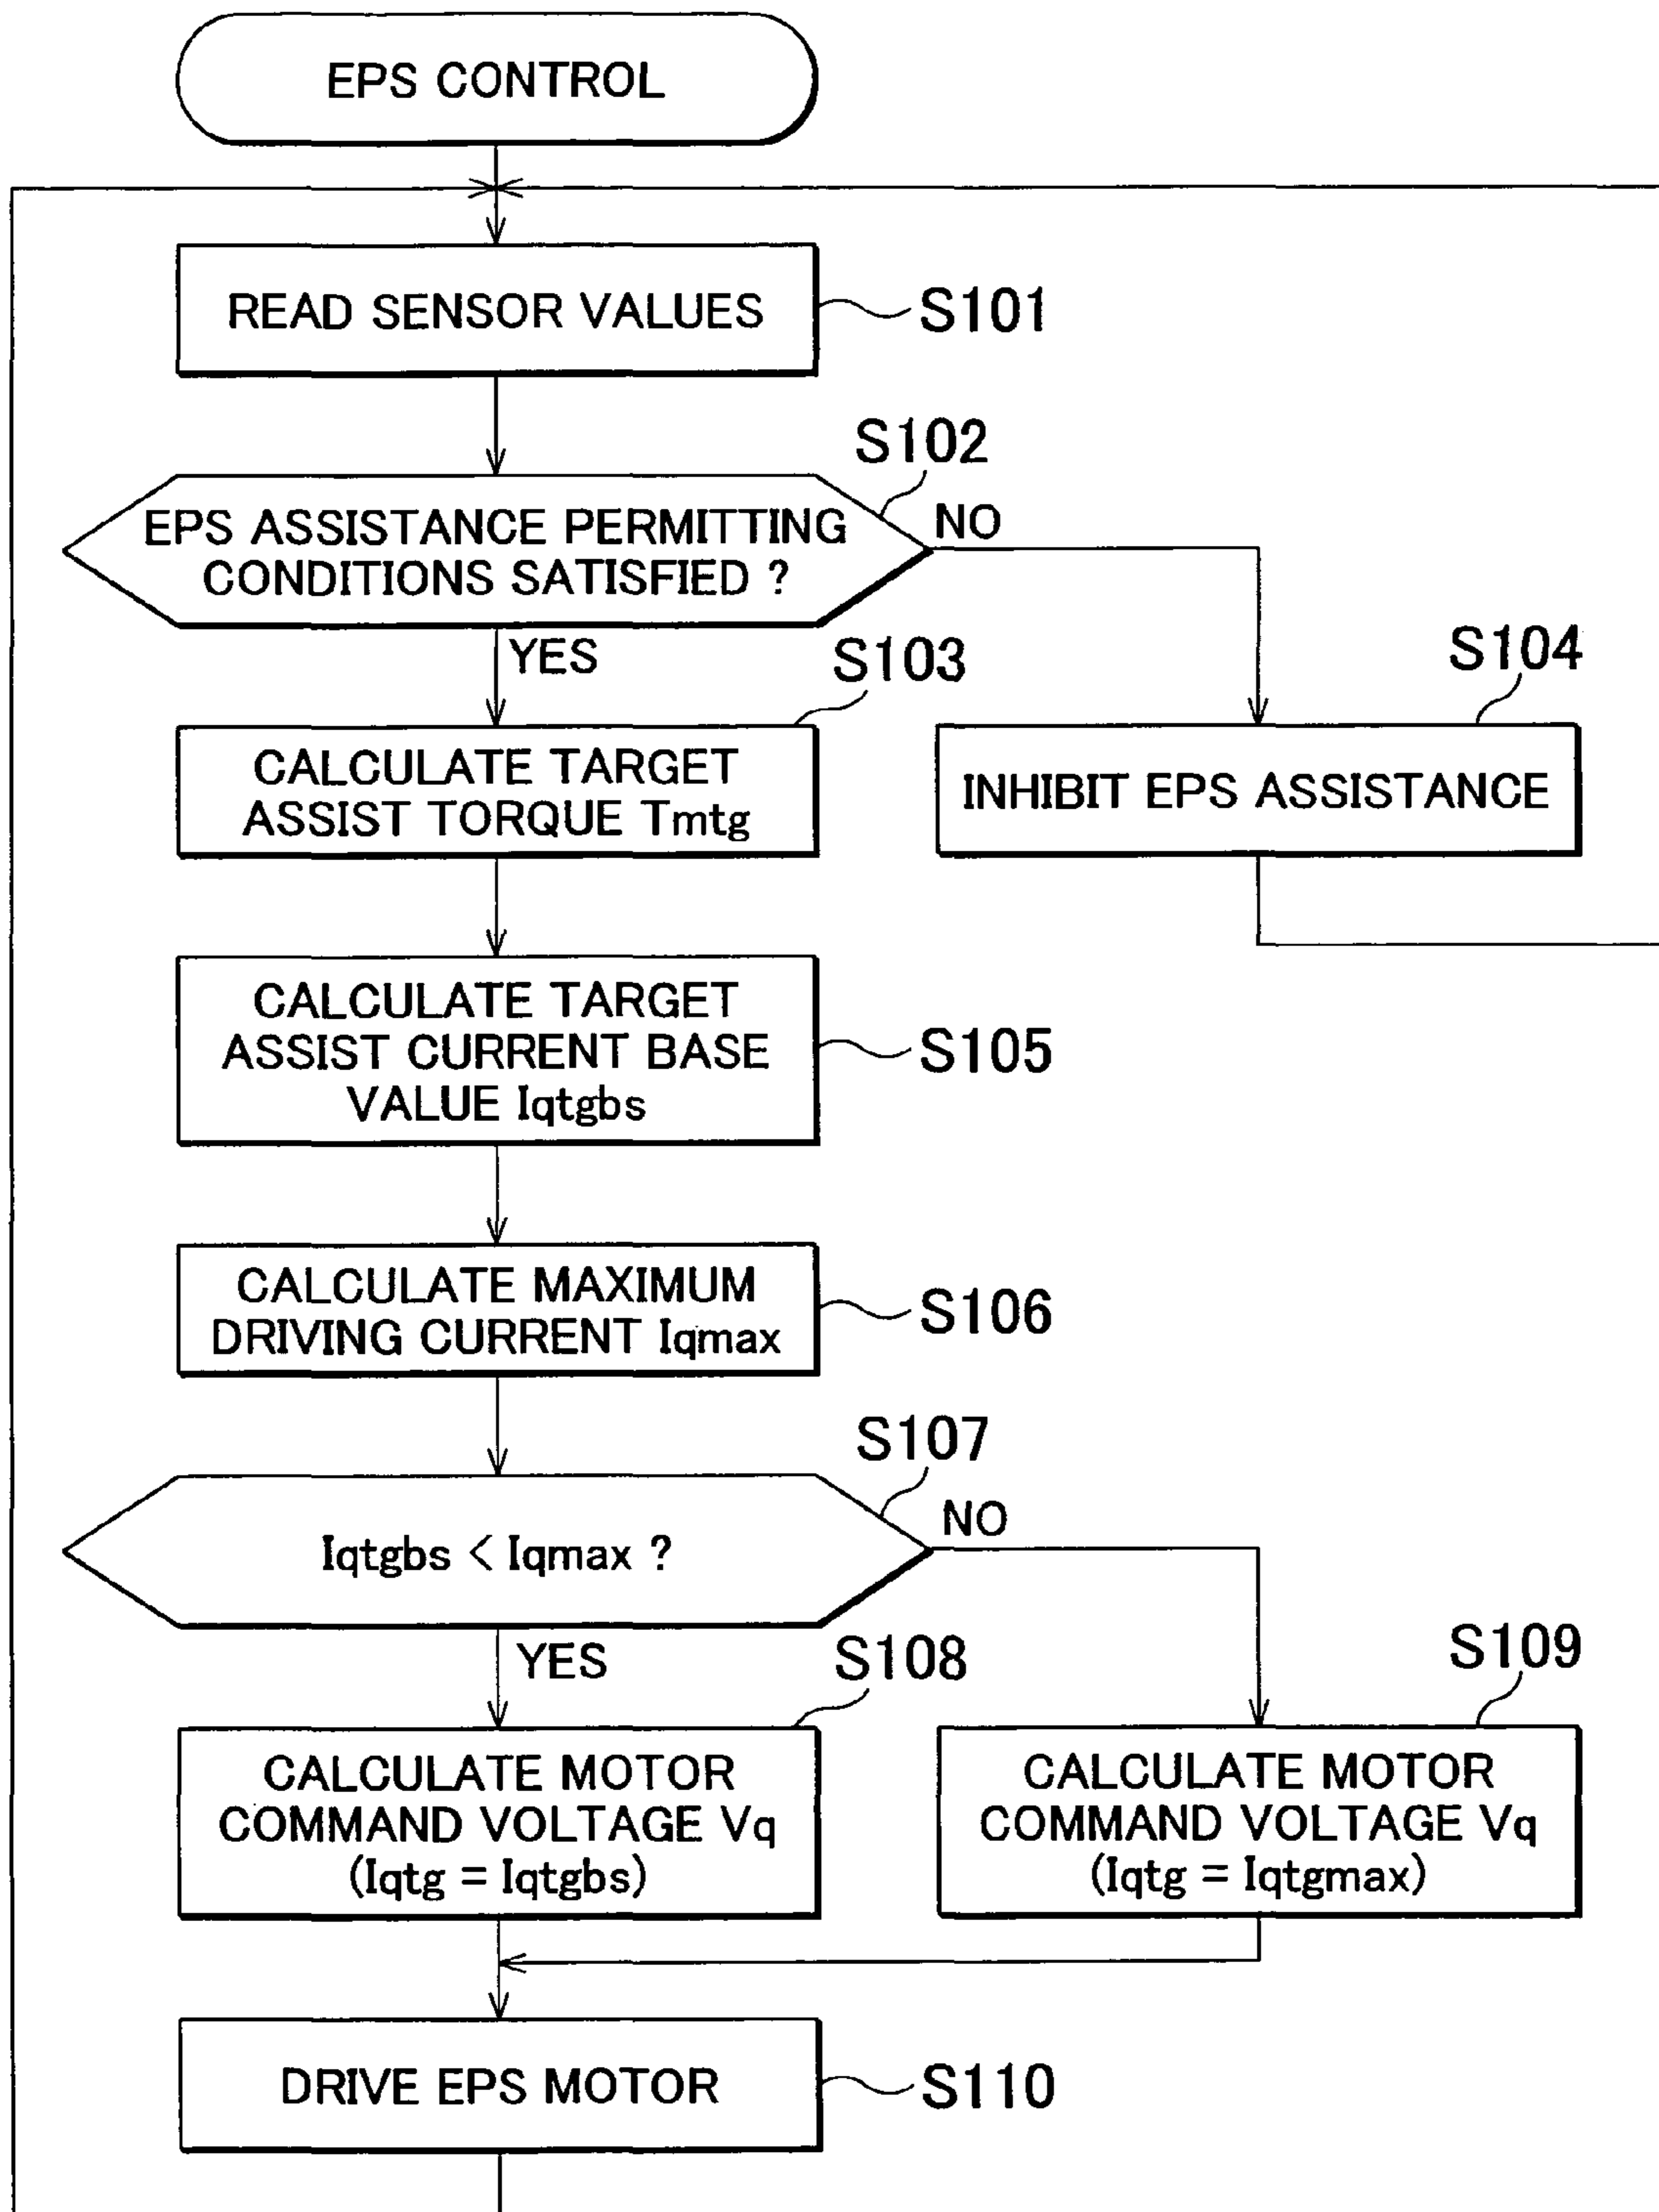 EPS CONTROL
READ SENSOR VALUES
S101
S102
EPS ASSISTANCE PERMITTING
CONDITIONS SATISFIED ?
NO
YES
S103
CALCULATE TARGET
ASSIST TORQUE Tmtg
S104
INHIBIT EPS ASSISTANCE
CALCULATE TARGET
ASSIST CURRENT BASE
VALUE Iqtgbs
S105
CALCULATE MAXIMUM
DRIVING CURRENT Iqmax
S106
S107
Iqtgbs < Iqmax ?
NO
YES
S108
CALCULATE MOTOR
COMMAND VOLTAGE Vq
(Iqtg = Iqtgbs)
S109
CALCULATE MOTOR
COMMAND VOLTAGE Vq
(Iqtg = Iqtgmax)
DRIVE EPS MOTOR
S110